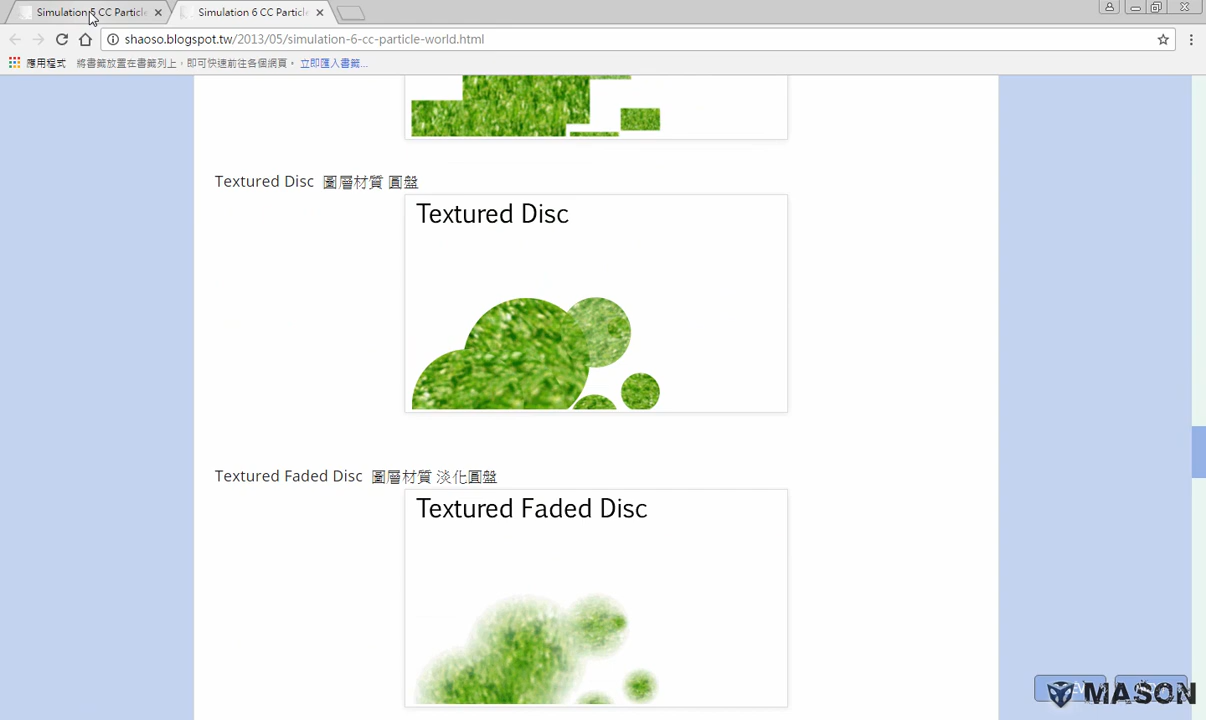 Simulation 5 CC Particle
Simulation 6 CC Particle
shaoso.blogspot.tw/2013/05/simulation-6-cc-particle-world.html
應用程式
將書籤放置在書籤列上，即可快速前往各個網頁。
立即匯入書籤...
Textured Disc 圖層材質 圓盤
Textured Disc
Textured Faded Disc 圖層材質 淡化圓盤
Textured Faded Disc
MASON